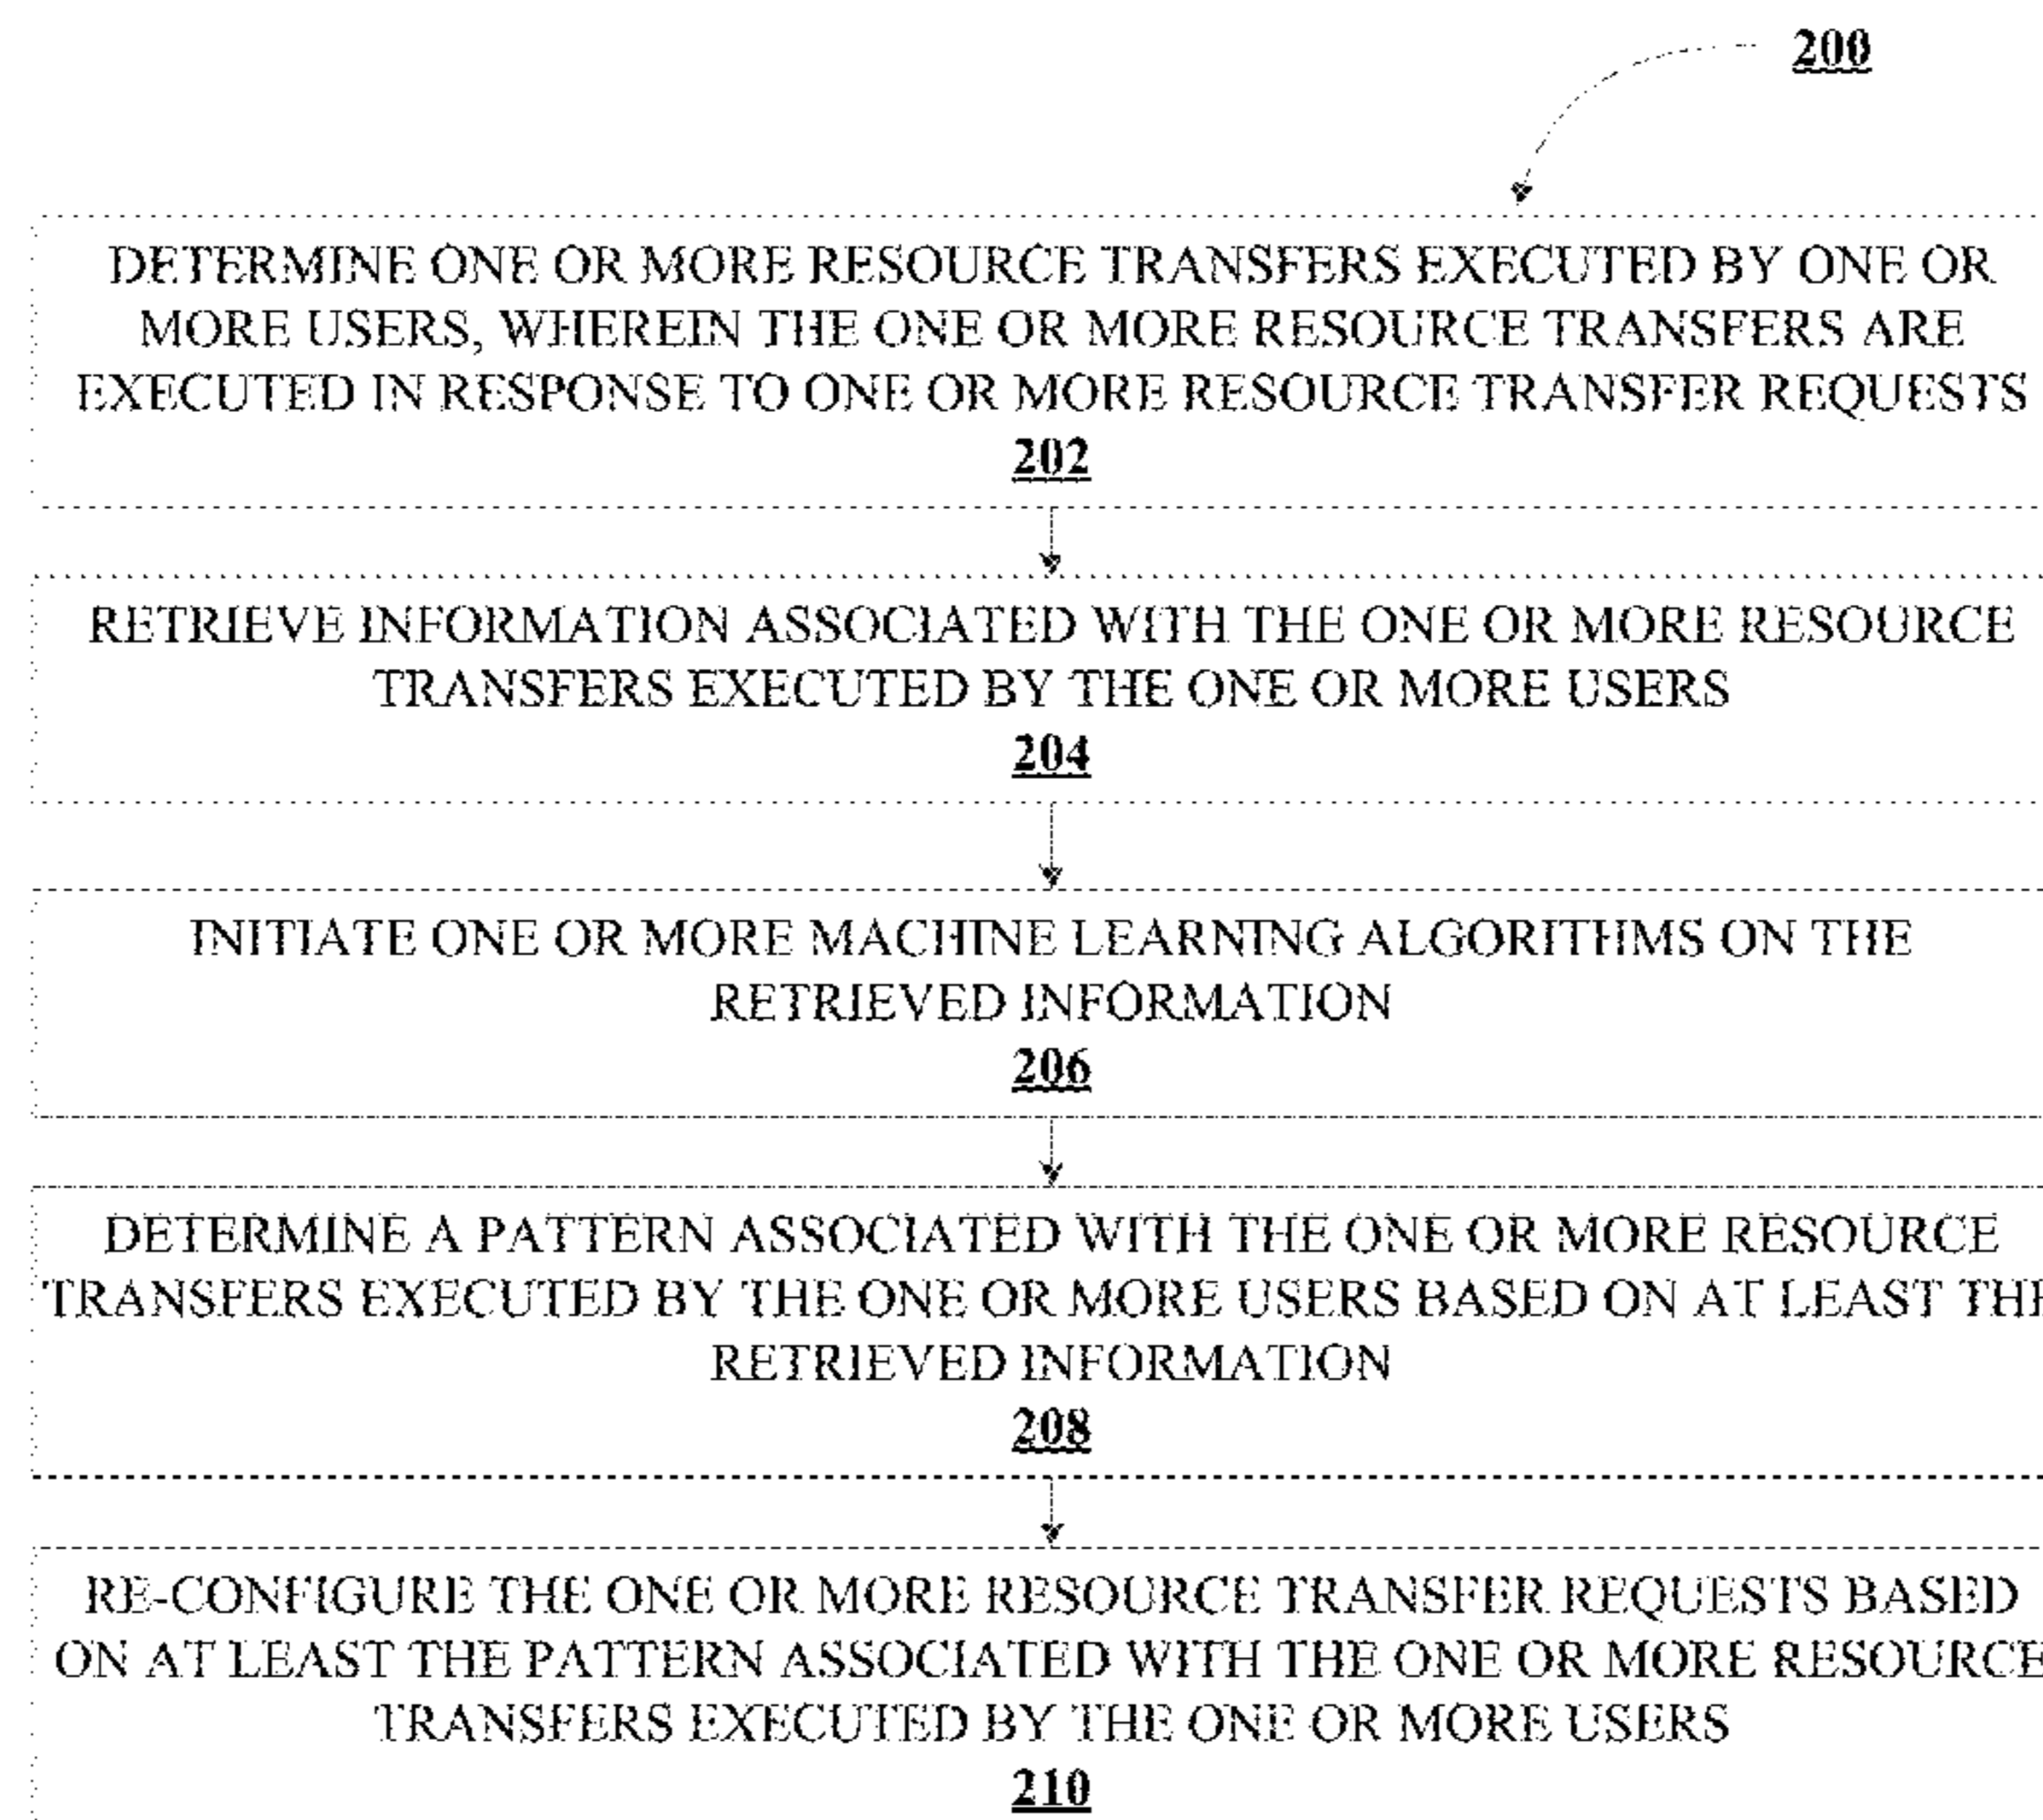 200
DETERMINE ONE OR MORE RESOURCE TRANSFERS EXECUTED BY ONE OR
MORE USERS, WHEREIN THE ONE OR MORE RESOURCE TRANSFERS ARE
EXECUTED IN RESPONSE TO ONE OR MORE RESOURCE TRANSFER REQUESTS
202
RETRIEVE INFORMATION ASSOCIATED WITH THE ONE OR MORE RESOURCE
TRANSFERS EXECUTED BY THE ONE OR MORE USERS
204
INITIATE ONE OR MORE MACHINE LEARNING ALGORITHMS ON THE
RETRIEVED INFORMATION
206
DETERMINE A PATTERN ASSOCIATED WITH THE ONE OR MORE RESOURCE
TRANSFERS EXECUTED BY THE ONE OR MORE USERS BASED ON AT LEAST THE
RETRIEVED INFORMATION
208
RE-CONFIGURE THE ONE OR MORE RESOURCE TRANSFER REQUESTS BASED
ON AT LEAST THE PATTERN ASSOCIATED WITH THE ONE OR MORE RESOURCE
TRANSFERS EXECUTED BY THE ONE OR MORE USERS
210